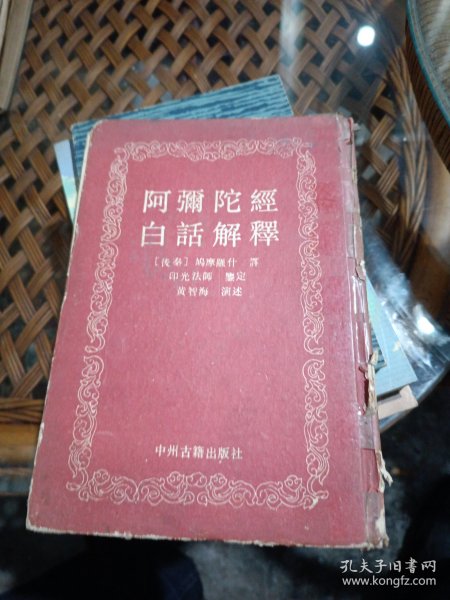 阿彌陀經
白話解釋
［後秦］鳩摩羅什 譯
印光法師 鑒定
黃智海 演述
中州古籍出版社
孔夫子旧书网
www.kongfz.com